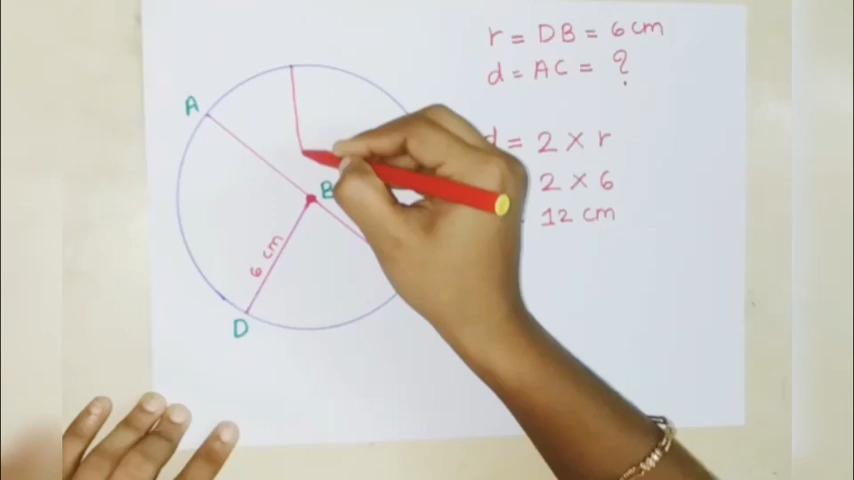 r = DB = 6 cm
d = AC = ?
A
d = 2 × r
B
2 × 6
12 cm
6 cm
D